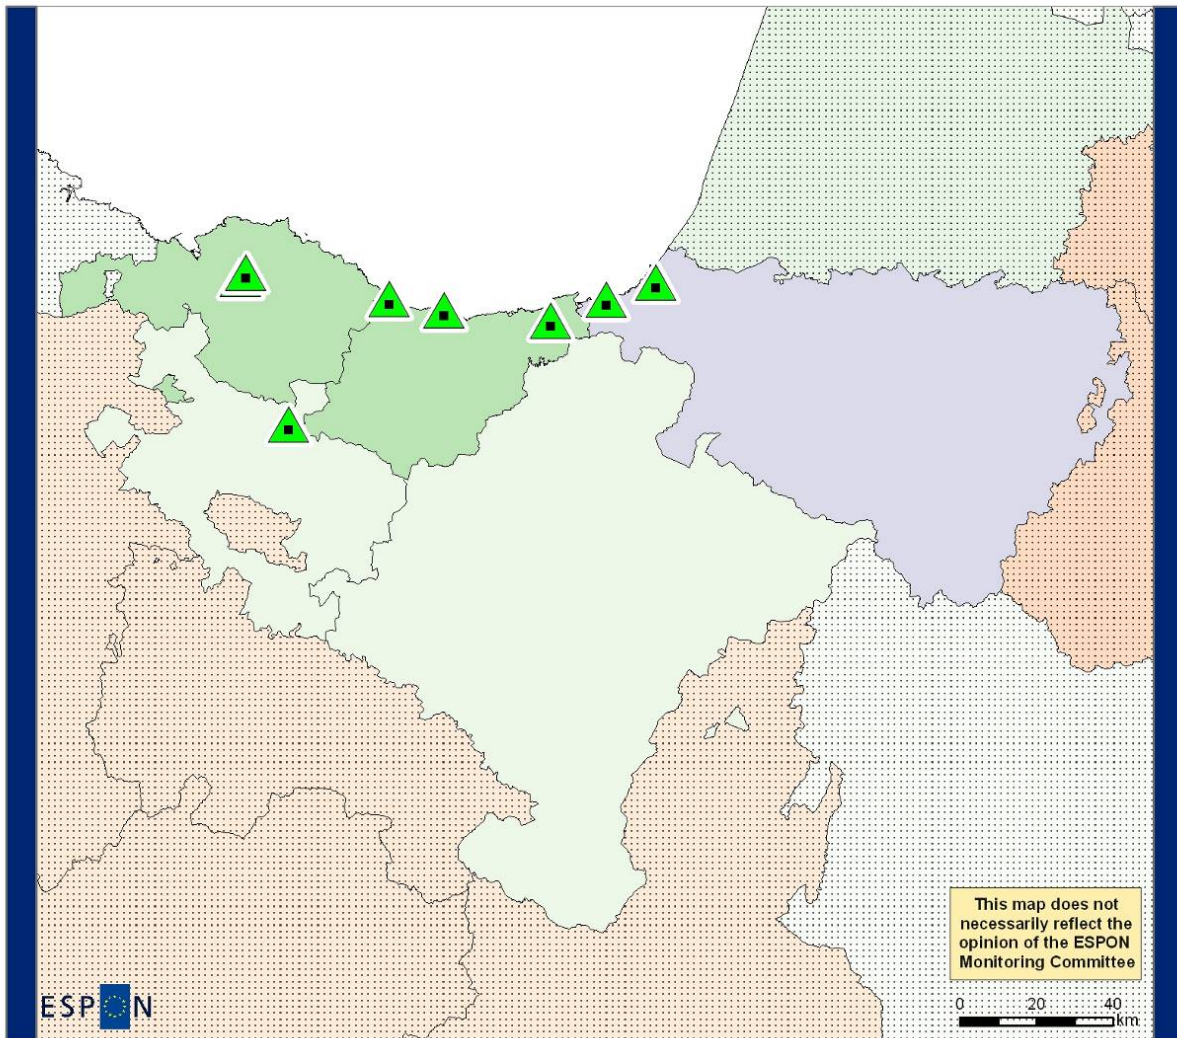 This map does not
necessarily reflect the
opinion of the ESPON
Monitoring Committee
ESPON
0 20 40
km